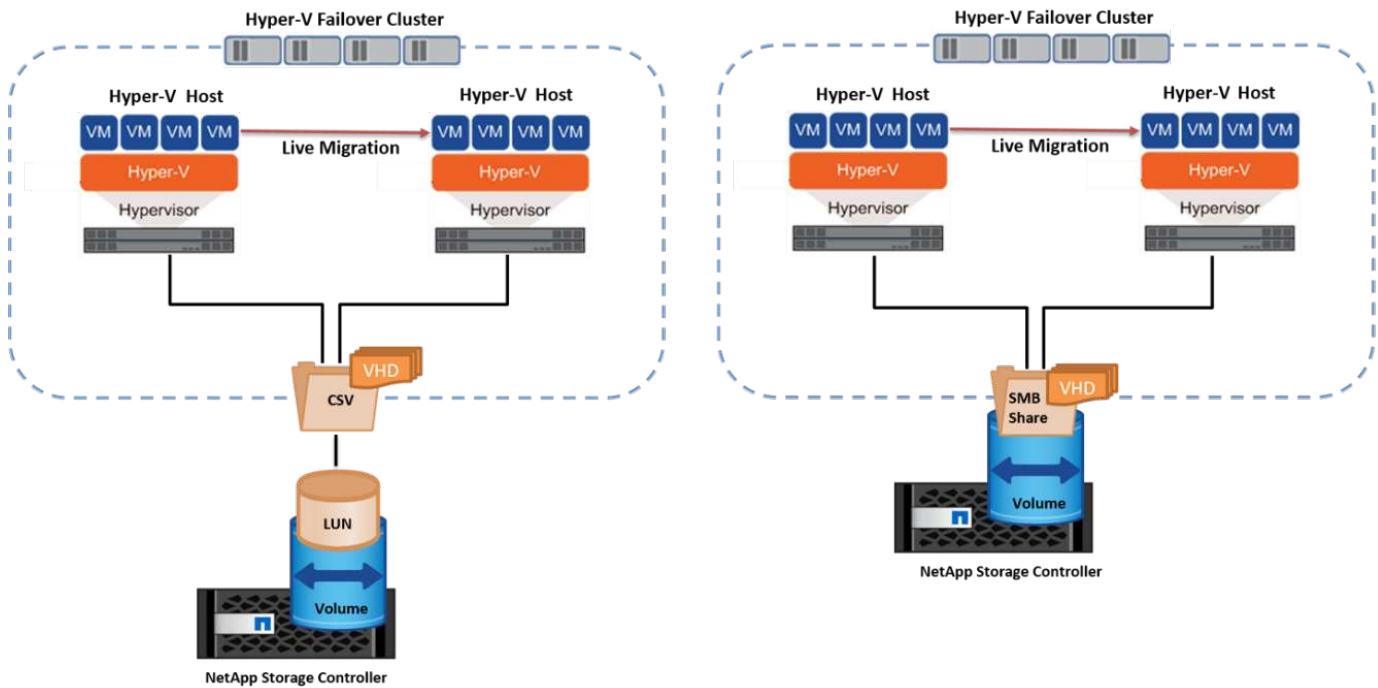 Hyper-V Failover Cluster
Hyper-V Host
Hyper-V Host
VM VM VM VM
VM VM VM VM
Live Migration
Hyper-V
Hyper-V
Hypervisor
Hypervisor
VHD
CSV
LUN
Volume
NetApp Storage Controller
Hyper-V Failover Cluster
Hyper-V Host
Hyper-V Host
VM VM VM VM
VM VM VM VM
Live Migration
Hyper-V
Hyper-V
Hypervisor
Hypervisor
VHD
SMB
Share
Volume
NetApp Storage Controller